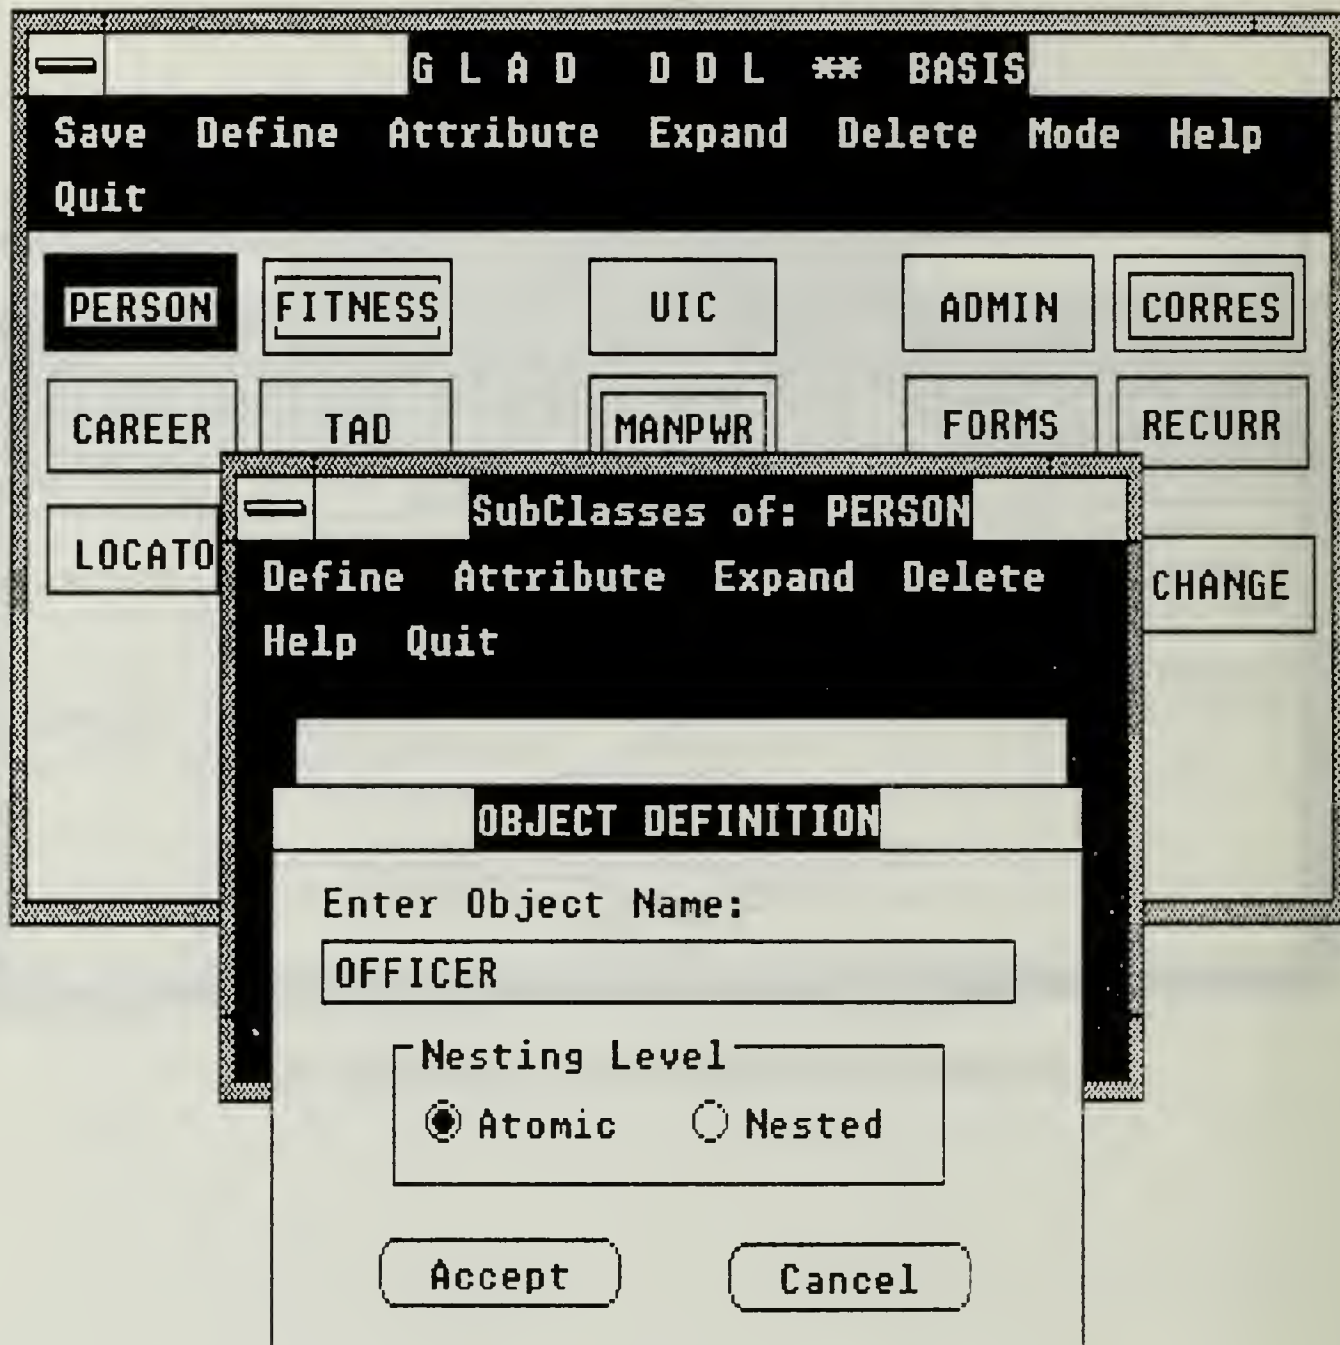 GLAD DDL ** BASIS
Save Define Attribute Expand Delete Mode Help
Quit
PERSON FITNESS UIC ADMIN CORRES
CAREER TAD MANPWR FORMS RECURR
LOCATO CHANGE
SubClasses of: PERSON
Define Attribute Expand Delete
Help Quit
OBJECT DEFINITION
Enter Object Name:
OFFICER
Nesting Level
Atomic Nested
Accept Cancel